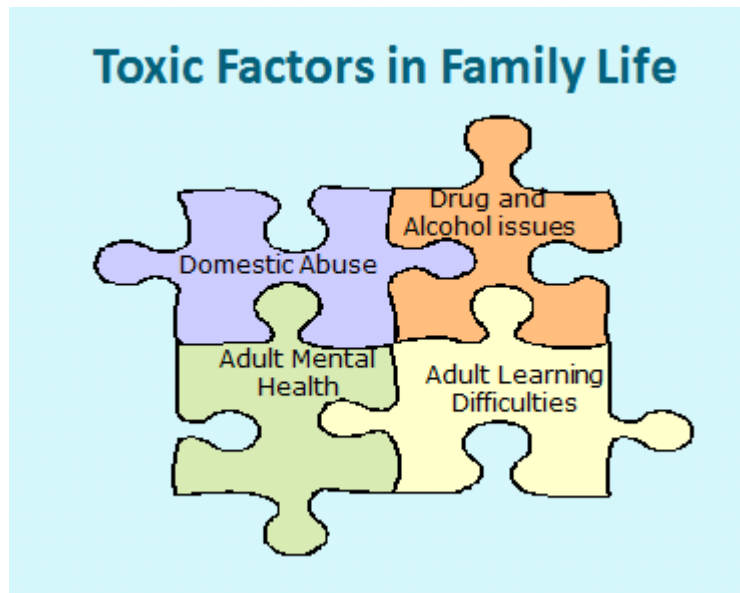 Toxic Factors in Family Life
Drug and
Alcohol issues
Domestic Abuse
Adult Mental
Health
Adult Learning
Difficulties